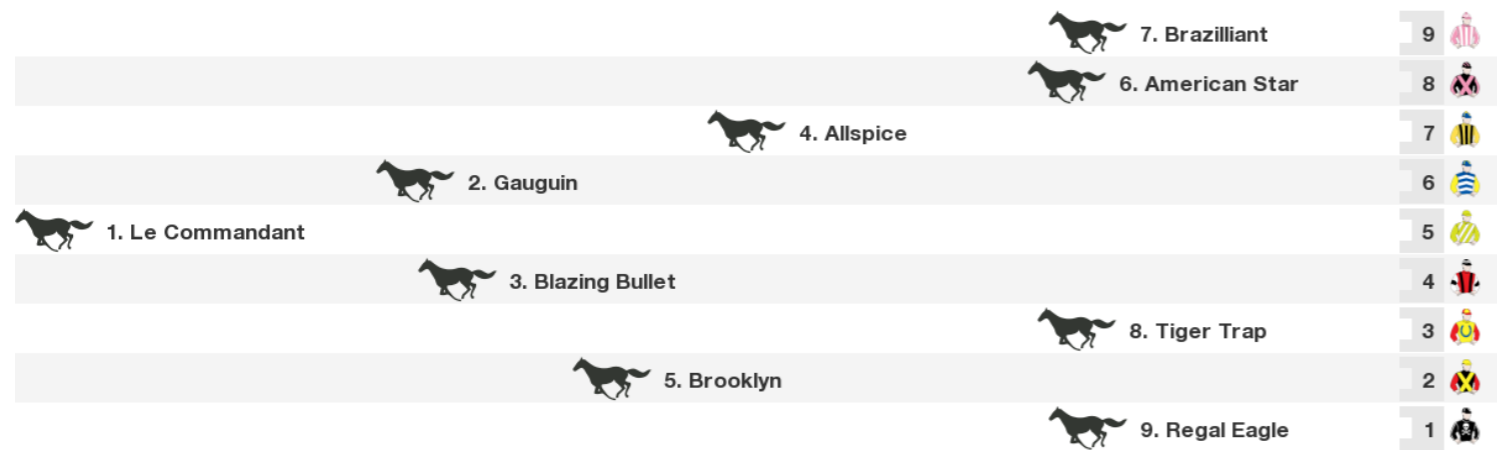 7. Brazilliant 9
6. American Star 8
4. Allspice 7
2. Gauguin 6
1. Le Commandant 5
3. Blazing Bullet 4
8. Tiger Trap 3
5. Brooklyn 2
9. Regal Eagle 1